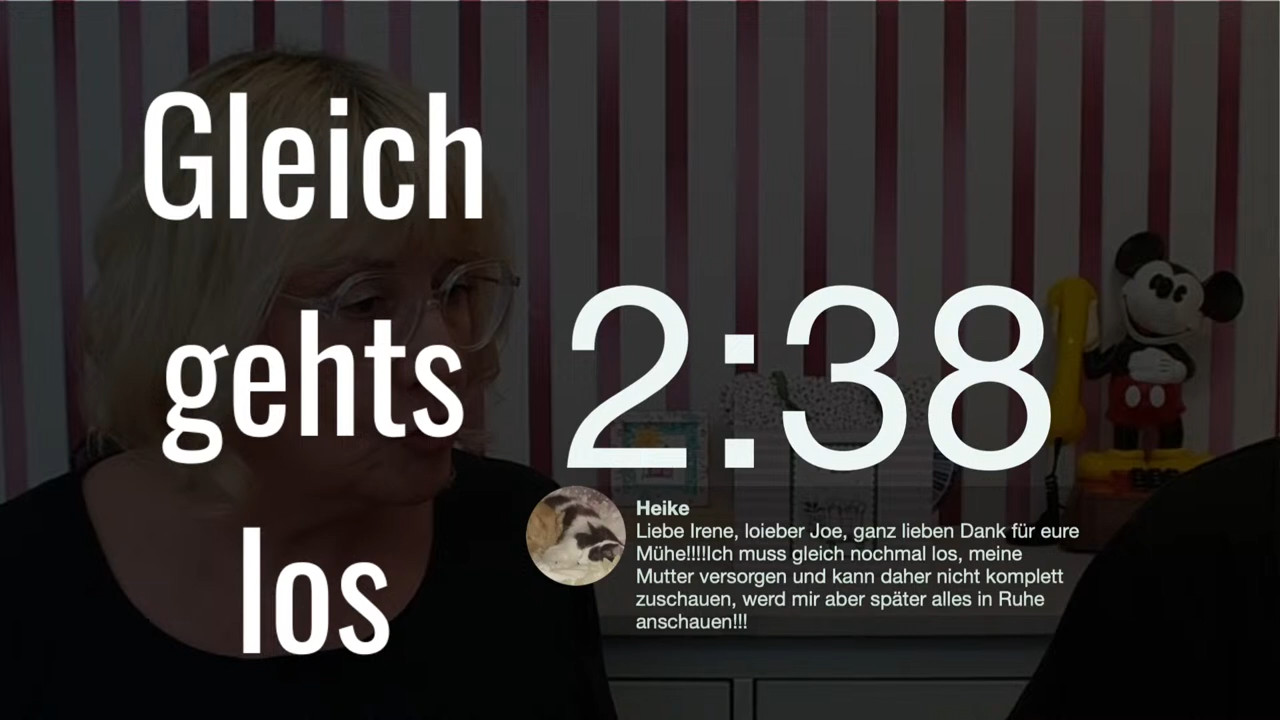 Gleich
gehts
los
2:38
Heike
Liebe Irene, loieber Joe, ganz lieben Dank für eure
Mühe!!!!Ich muss gleich nochmal los, meine
Mutter versorgen und kann daher nicht komplett
zuschauen, werd mir aber später alles in Ruhe
anschauen!!!